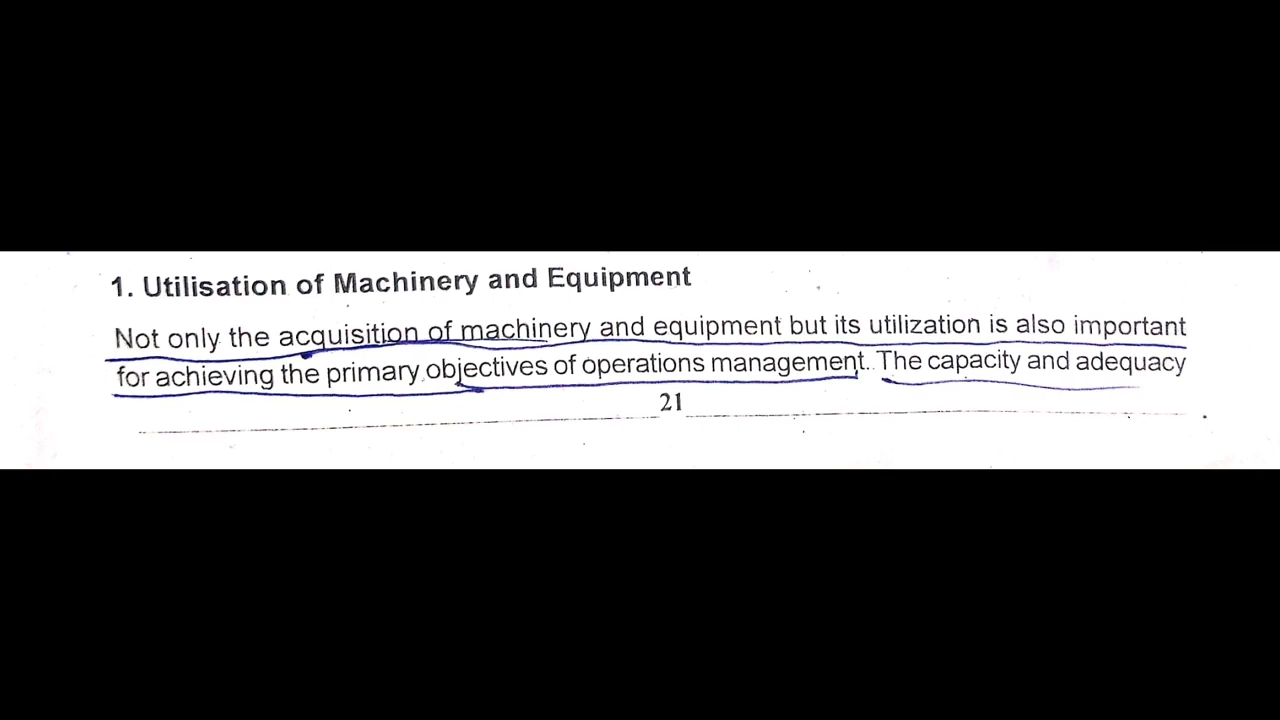 1. Utilisation of Machinery and Equipment
Not only the acquisition of machinery and equipment but its utilization is also important
for achieving the primary objectives of operations management. The capacity and adequacy
21